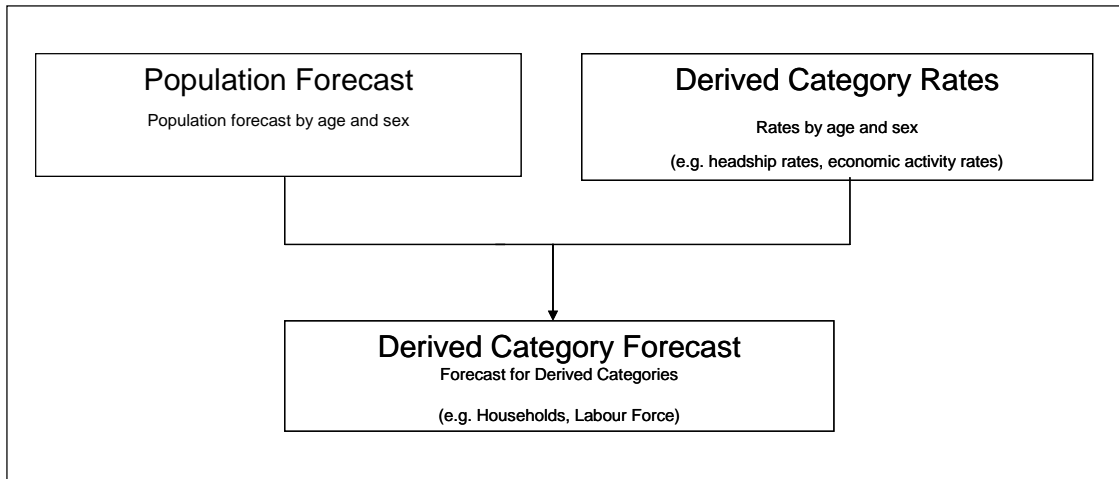 Population Forecast
Population forecast by age and sex
Derived Category Rates
Rates by age and sex
(e.g. headship rates, economic activity rates)
Derived Category Forecast
Forecast for Derived Categories
(e.g. Households, Labour Force)